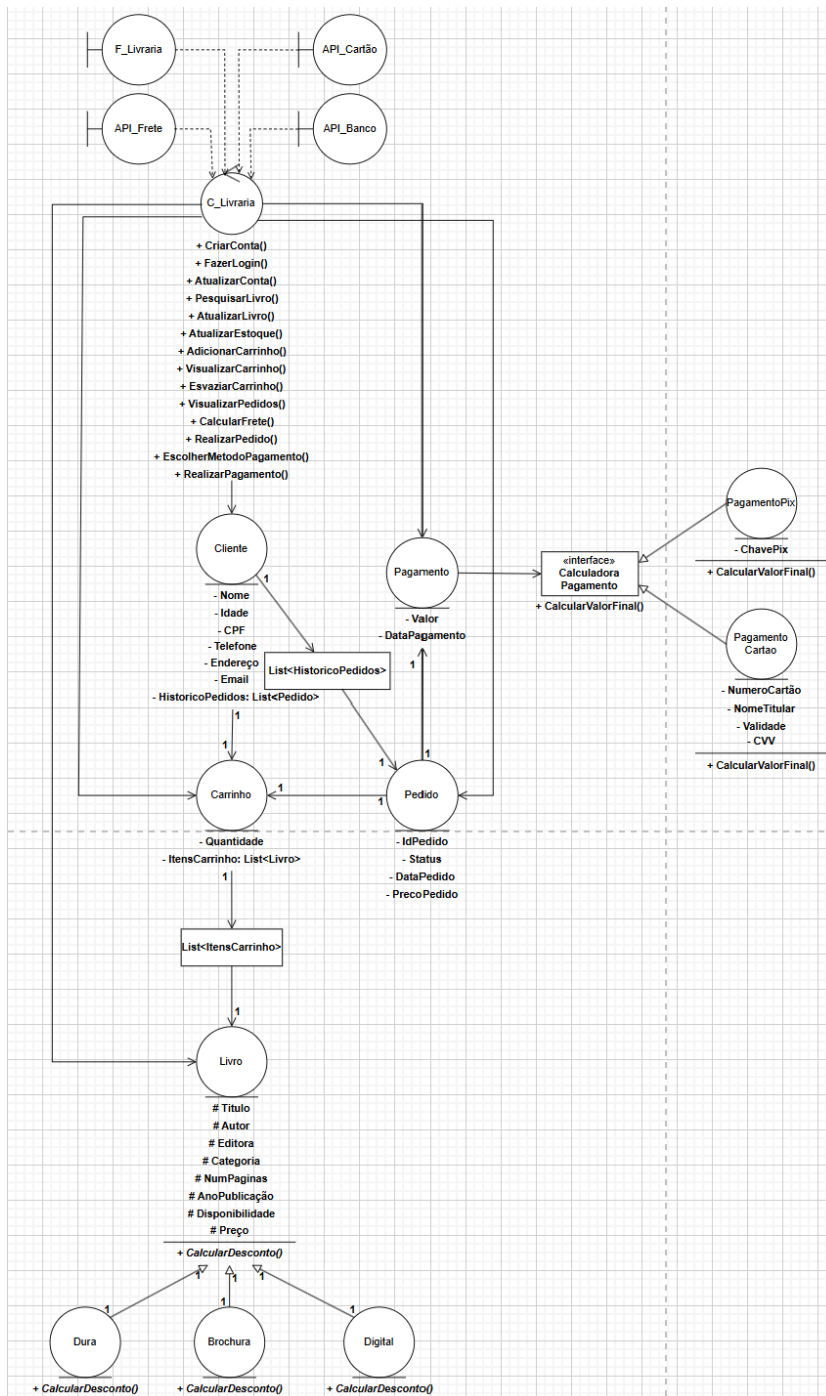 F_Livraria
API_Cartão
API_Frete
API_Banco
C_Livraria
+ CriarConta()
+ FazerLogin()
+ AtualizarConta()
+ PesquisarLivro()
+ AtualizarLivro()
+ AtualizarEstoque()
+ AdicionarCarrinho()
+ VisualizarCarrinho()
+ EsvaziarCarrinho()
+ VisualizarPedidos()
+ CalcularFrete()
+ RealizarPedido()
+ EscolherMetodoPagamento()
+ RealizarPagamento()
Cliente
1
- Nome
- Idade
- CPF
- Telefone
- Endereço
- Email
- HistoricoPedidos: List<Pedido>
List<HistoricoPedidos>
Pagamento
- Valor
- DataPagamento
«interface»
Calculadora
Pagamento
+ CalcularValorFinal()
PagamentoPix
- ChavePix
+ CalcularValorFinal()
Pagamento
Cartao
- NumeroCartão
- NomeTitular
- Validade
- CVV
+ CalcularValorFinal()
1
1
1
1
1
Carrinho
1
1
Pedido
- Quantidade
- ItensCarrinho: List<Livro>
- IdPedido
- Status
- DataPedido
- PrecoPedido
1
List<ItensCarrinho>
1
Livro
# Titulo
# Autor
# Editora
# Categoria
# NumPaginas
# AnoPublicação
# Disponibilidade
# Preço
+ CalcularDesconto()
1
1
1
1
1
1
Dura
Brochura
Digital
+ CalcularDesconto()
+ CalcularDesconto()
+ CalcularDesconto()